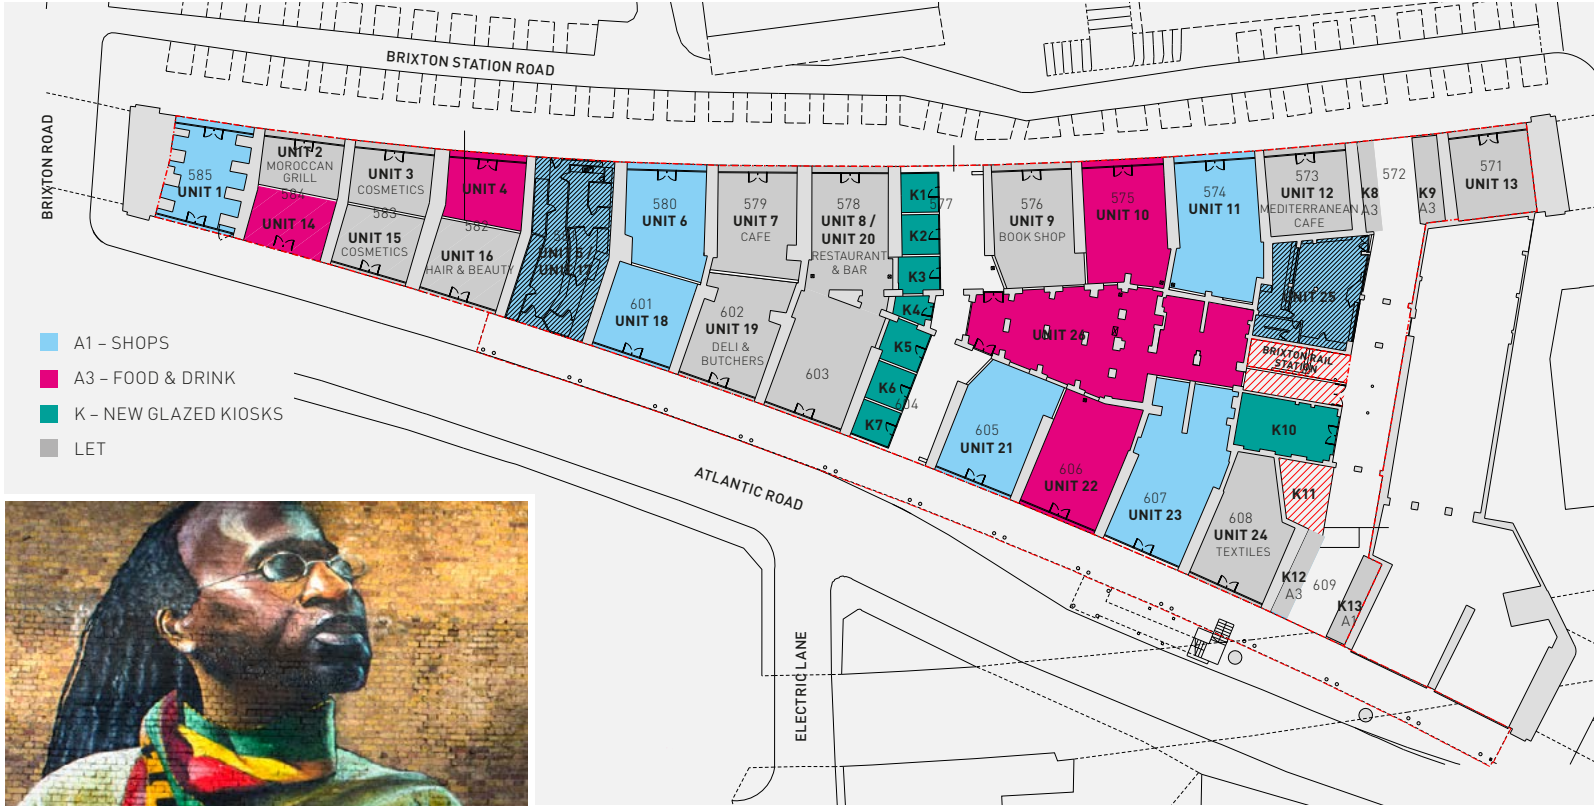 BRIXTON STATION ROAD
BRIXTON ROAD
585
UNIT 1
UNIT 2
MOROCCAN
GRILL
584
UNIT 14
UNIT 3
COSMETICS
583
UNIT 15
COSMETICS
UNIT 4
582
UNIT 16
HAIR & BEAUTY
UNIT 5 /
UNIT 17
580
UNIT 6
601
UNIT 18
579
UNIT 7
CAFE
602
UNIT 19
DELI &
BUTCHERS
578
UNIT 8 /
UNIT 20
RESTAURANT
& BAR
603
K1
577
K2
K3
K4
K5
K6
604
K7
576
UNIT 9
BOOK SHOP
575
UNIT 10
574
UNIT 11
573
UNIT 12
MEDITERRANEAN
CAFE
K8
A3
572
K9
A3
571
UNIT 13
UNIT 25
UNIT 26
BRIXTON RAIL
STATION
K10
K11
605
UNIT 21
606
UNIT 22
607
UNIT 23
608
UNIT 24
TEXTILES
K12
A3
609
K13
A1
A1 – SHOPS
A3 – FOOD & DRINK
K – NEW GLAZED KIOSKS
LET
ATLANTIC ROAD
ELECTRIC LANE